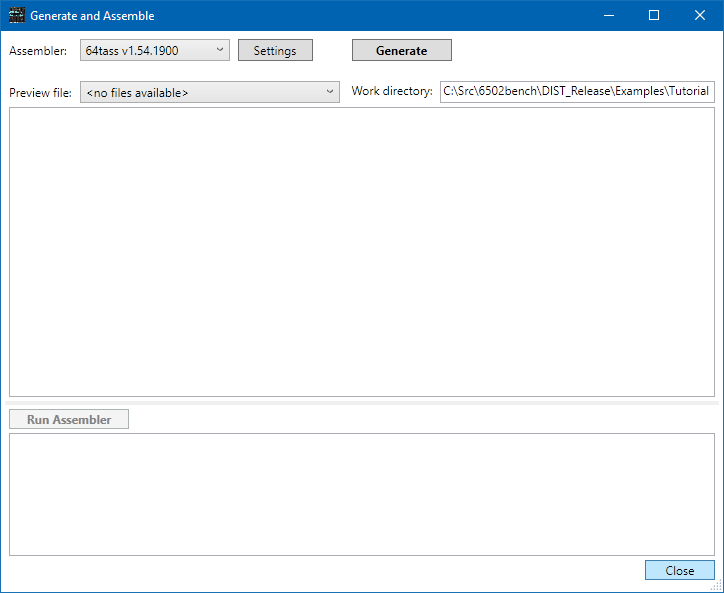 Generate and Assemble
Assembler: 64tass v1.54.1900 Settings Generate
Preview file: <no files available> Work directory: C:\Src\6502bench\DIST_Release\Examples\Tutorial
Run Assembler
Close